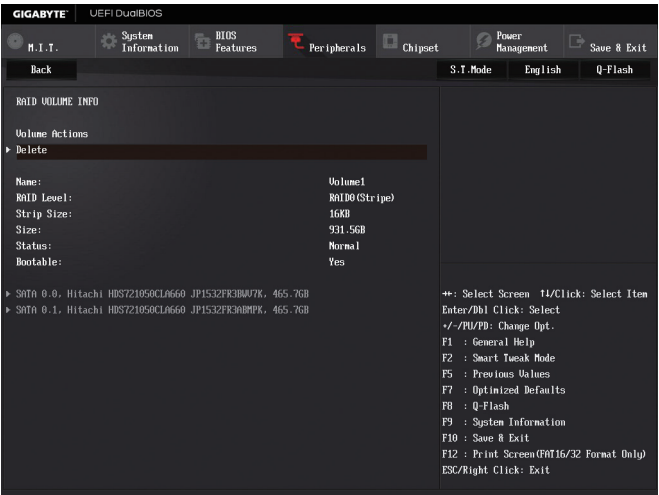 GIGABYTE™ UEFI DualBIOS
M.I.T. System Information BIOS Features Peripherals Chipset Power Management Save & Exit
Back S.T.Mode English Q-Flash
RAID VOLUME INFO
Volume Actions
Delete
Name: Volume1
RAID Level: RAID0(Stripe)
Strip Size: 16KB
Size: 931.5GB
Status: Normal
Bootable: Yes
SATA 0.0, Hitachi HDS721050CLA660 JP1532FR3BWV7K, 465.7GB
SATA 0.1, Hitachi HDS721050CLA660 JP1532FR3ABMPK, 465.7GB
→←: Select Screen ↑↓/Click: Select Item
Enter/Dbl Click: Select
+/-/PU/PD: Change Opt.
F1 : General Help
F2 : Smart Tweak Mode
F5 : Previous Values
F7 : Optimized Defaults
F8 : Q-Flash
F9 : System Information
F10 : Save & Exit
F12 : Print Screen(FAT16/32 Format Only)
ESC/Right Click: Exit